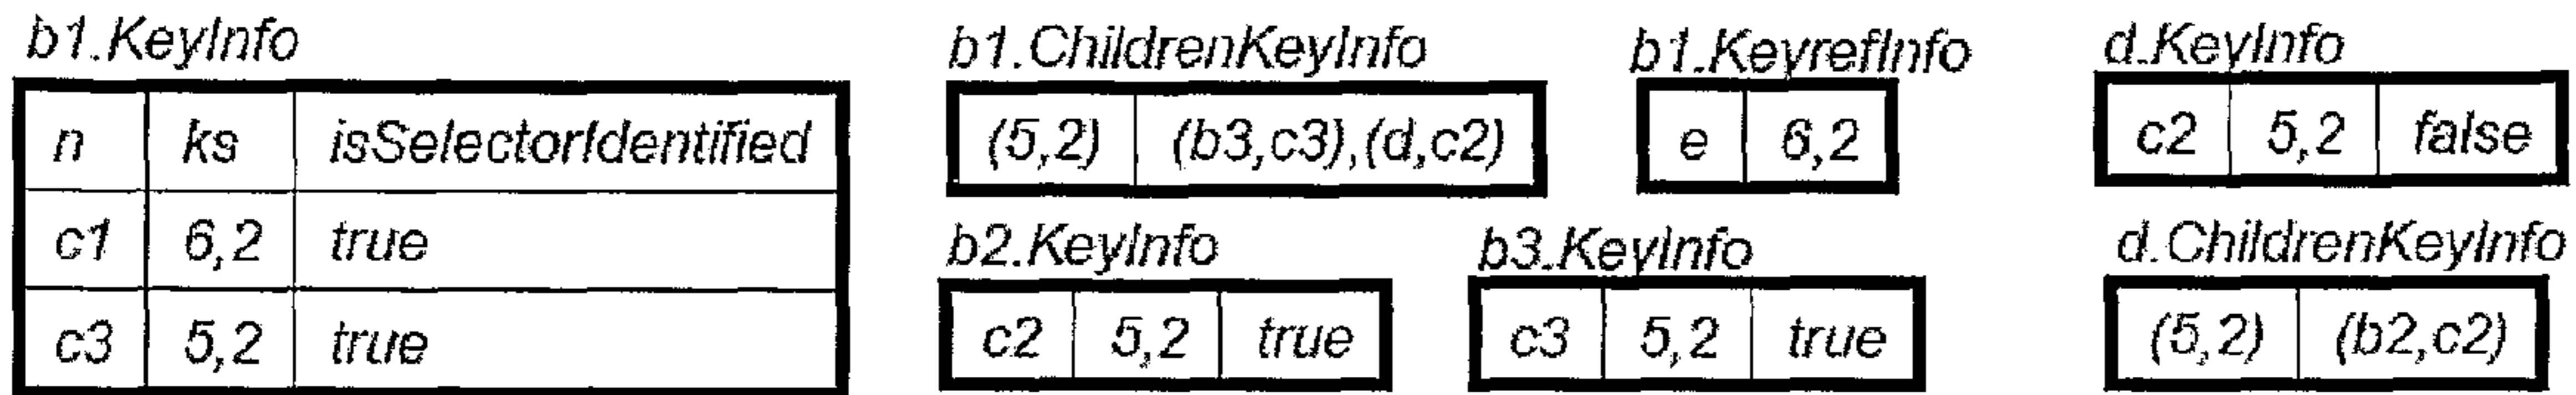 b1.KeyInfo
n ks isSelectorIdentified
c1 6,2 true
c3 5,2 true
b1.ChildrenKeyInfo
(5,2) (b3,c3),(d,c2)
b1.KeyrefInfo
e 6,2
d.KeyInfo
c2 5,2 false
b2.KeyInfo
c2 5,2 true
b3.KeyInfo
c3 5,2 true
d.ChildrenKeyInfo
(5,2) (b2,c2)